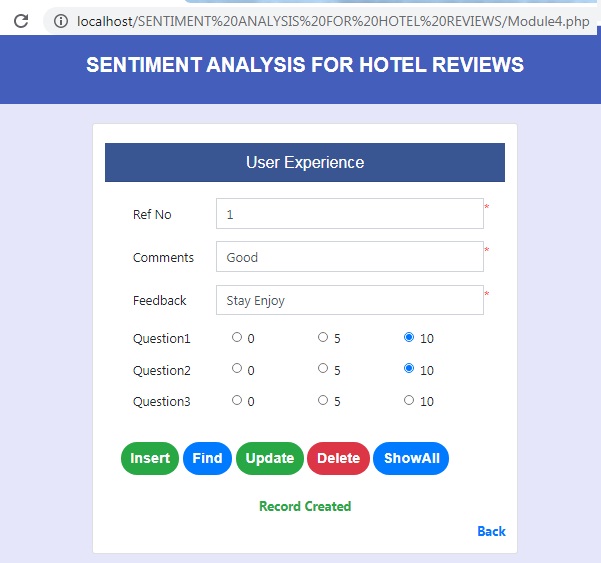 localhost/SENTIMENT%20ANALYSIS%20FOR%20HOTEL%20REVIEWS/Module4.php
SENTIMENT ANALYSIS FOR HOTEL REVIEWS
User Experience
Ref No 1 *
Comments Good *
Feedback Stay Enjoy *
Question1 0 5 10
Question2 0 5 10
Question3 0 5 10
Insert Find Update Delete ShowAll
Record Created
Back